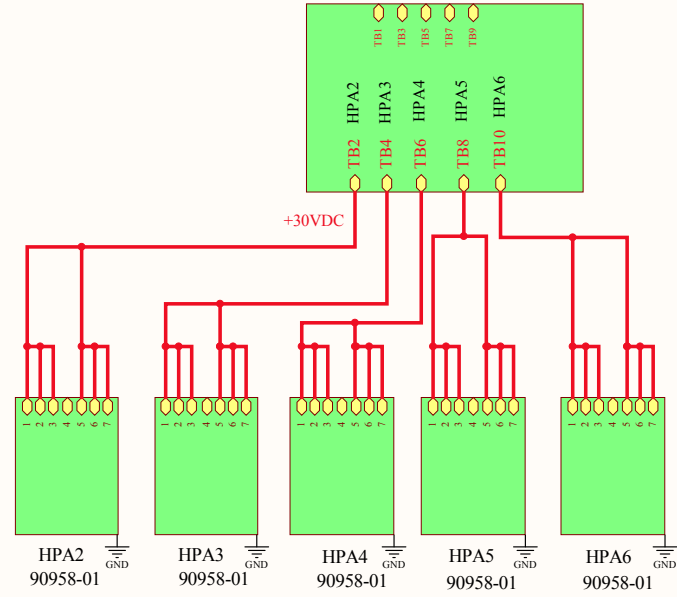 TB1 TB3 TB5 TB7 TB9
HPA2 HPA3 HPA4 HPA5 HPA6
TB2 TB4 TB6 TB8 TB10
+30VDC
1 2 3 4 5 6 7
1 2 3 4 5 6 7
1 2 3 4 5 6 7
1 2 3 4 5 6 7
1 2 3 4 5 6 7
HPA2
90958-01
GND
HPA3
90958-01
GND
HPA4
90958-01
GND
HPA5
90958-01
GND
HPA6
90958-01
GND